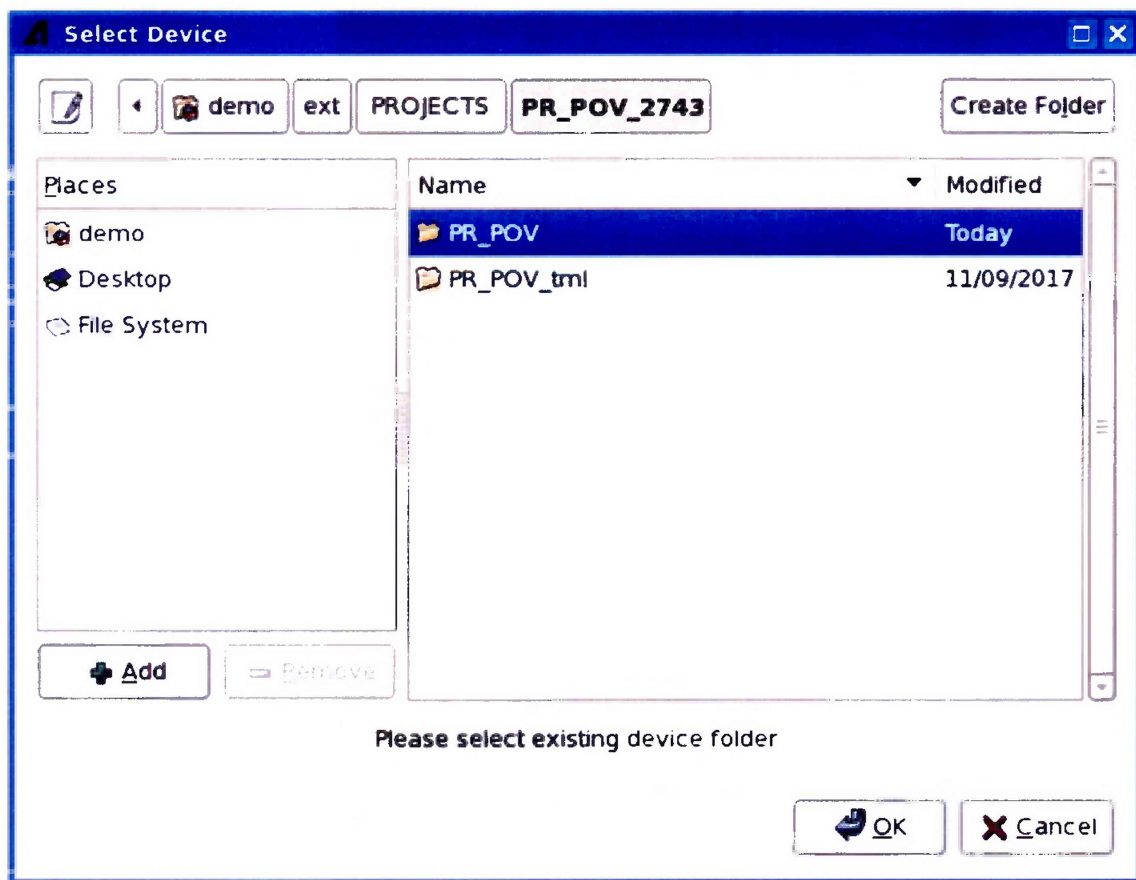 Select Device
demo ext PROJECTS PR_POV_2743 Create Folder
Places
demo
Desktop
File System
Name Modified
PR_POV Today
PR_POV_tml 11/09/2017
Add Remove
Please select existing device folder
OK Cancel